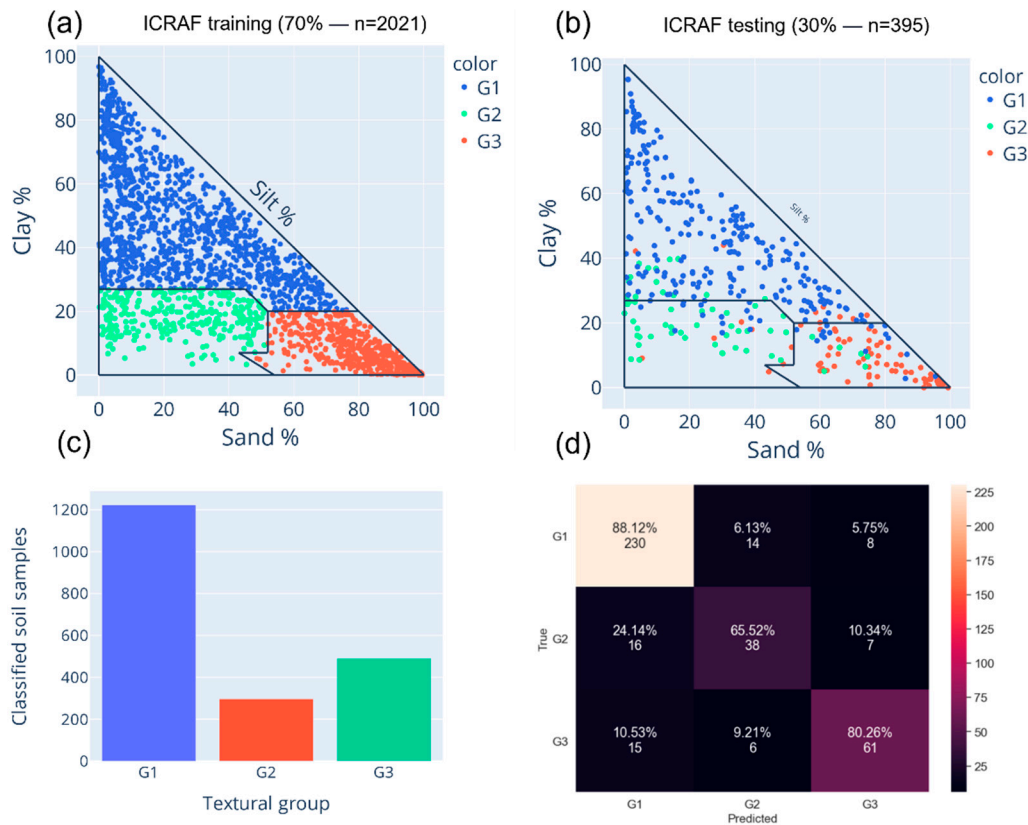 (a)
ICRAF training (70% — n=2021)
100
80
60
40
20
0
Clay %
Silt %
0
20
40
60
80
100
Sand %
color
G1
G2
G3
(b)
ICRAF testing (30% — n=395)
100
80
60
40
20
0
Clay %
Silt %
0
20
40
60
80
100
Sand %
color
G1
G2
G3
(c)
1200
1000
800
600
400
200
0
Classified soil samples
G1
G2
G3
Textural group
(d)
True
G1
88.12%
230
6.13%
14
5.75%
8
G2
24.14%
16
65.52%
38
10.34%
7
G3
10.53%
15
9.21%
6
80.26%
61
G1
G2
G3
Predicted
225
200
175
150
125
100
75
50
25